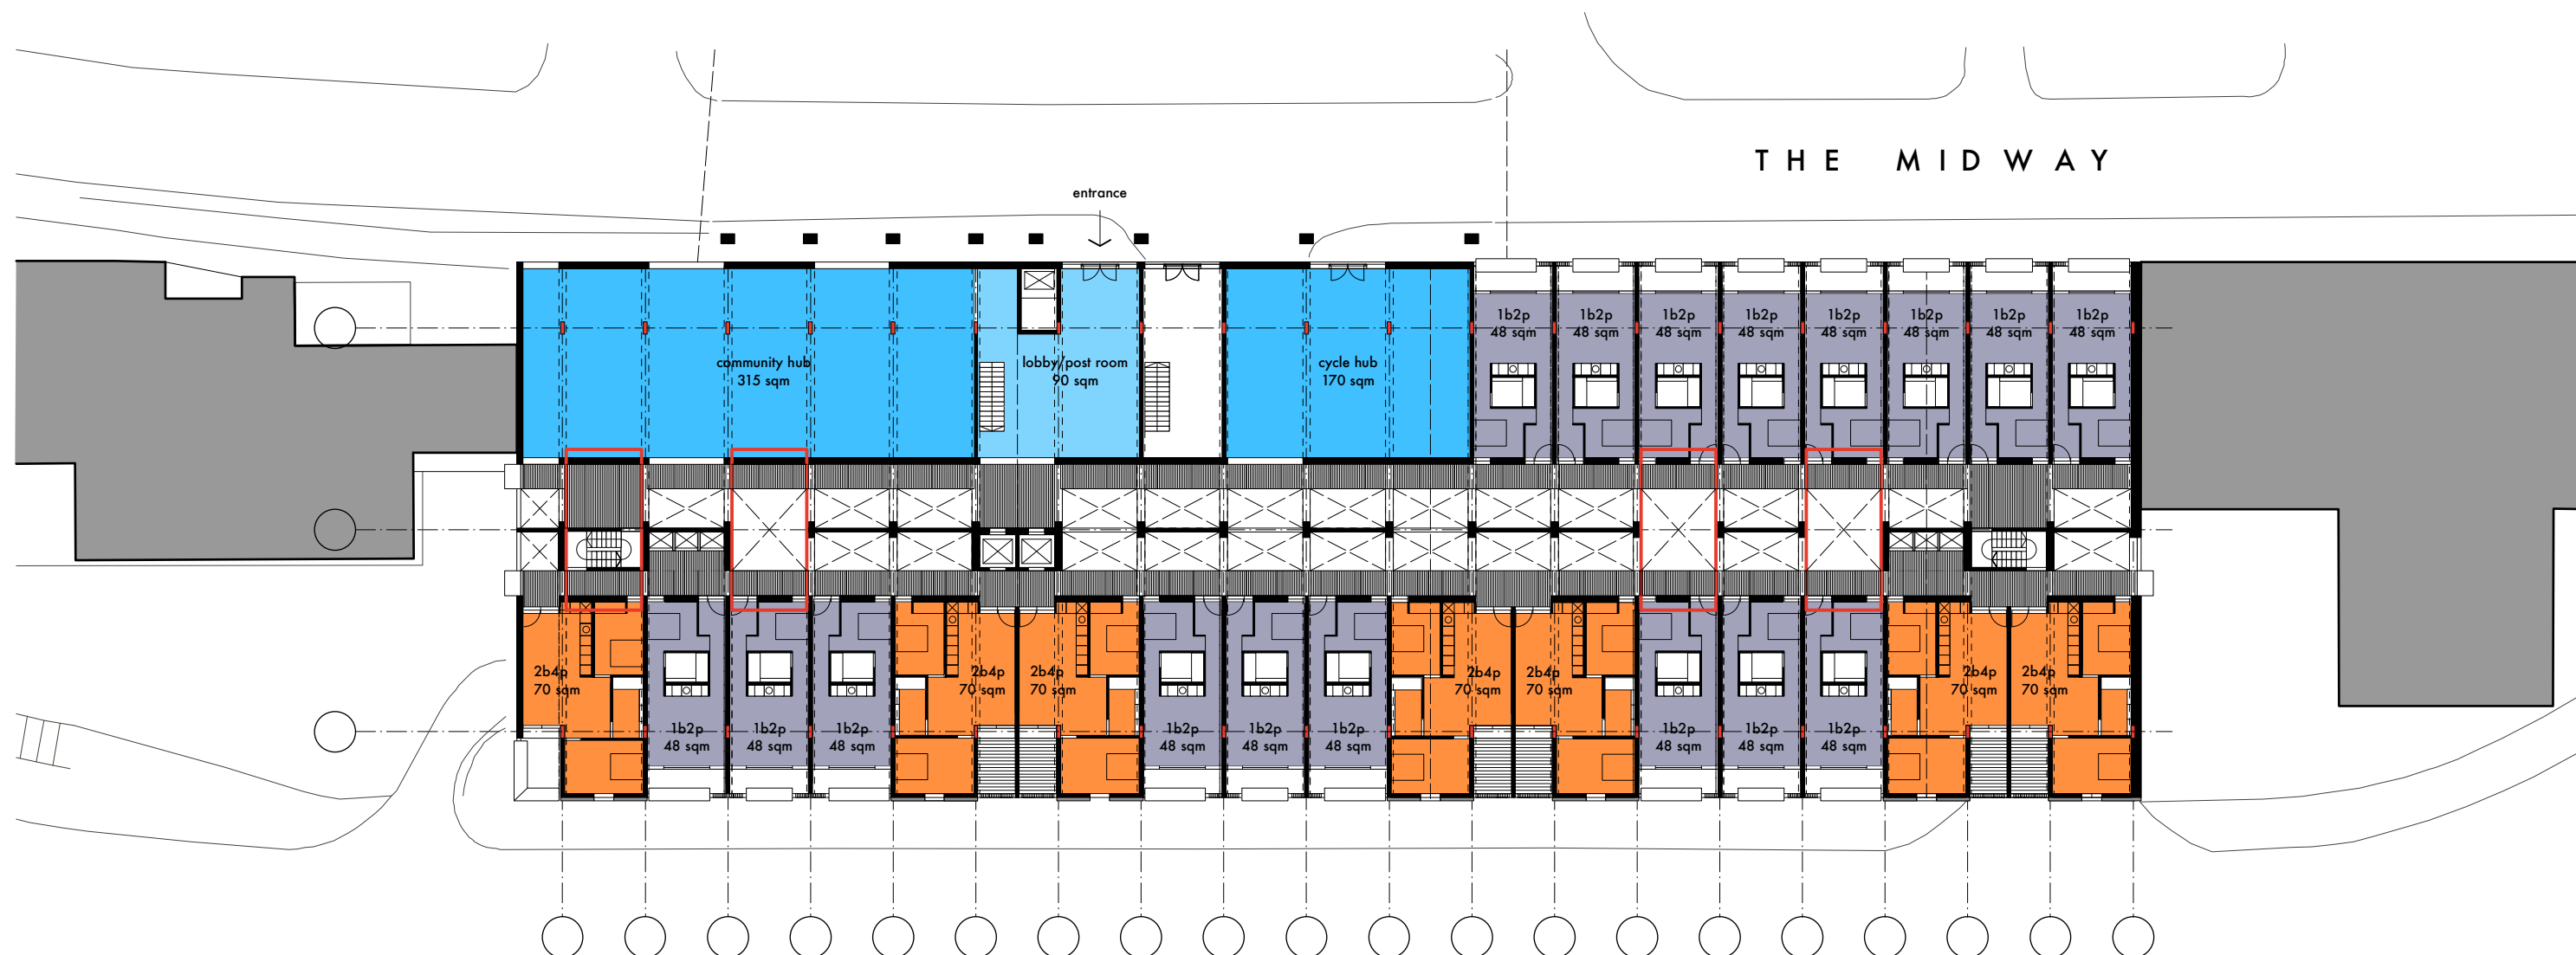 THE MIDWAY
entrance
1b2p
48 sqm
1b2p
48 sqm
1b2p
48 sqm
1b2p
48 sqm
1b2p
48 sqm
1b2p
48 sqm
1b2p
48 sqm
1b2p
48 sqm
community hub
315 sqm
lobby/post room
90 sqm
cycle hub
170 sqm
2b4p
70 sqm
2b4p
70 sqm
2b4p
70 sqm
2b4p
70 sqm
2b4p
70 sqm
2b4p
70 sqm
2b4p
70 sqm
1b2p
48 sqm
1b2p
48 sqm
1b2p
48 sqm
1b2p
48 sqm
1b2p
48 sqm
1b2p
48 sqm
1b2p
48 sqm
1b2p
48 sqm
1b2p
48 sqm